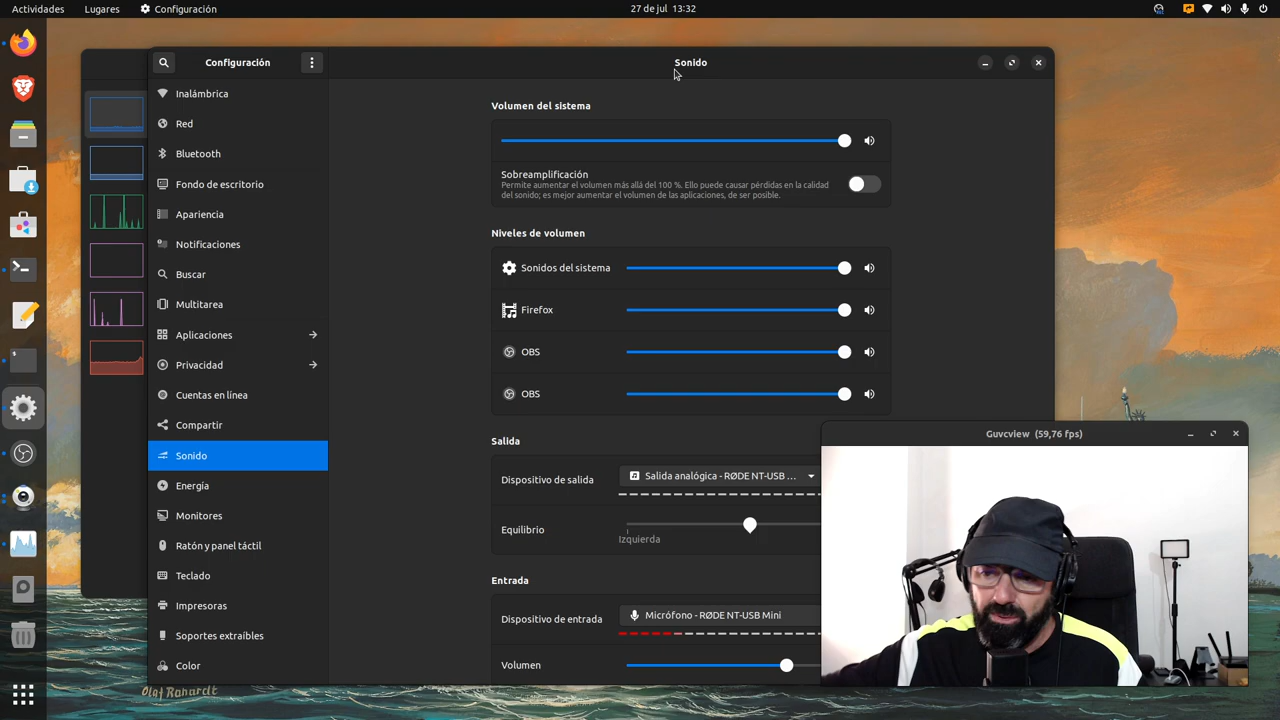 Actividades
Lugares
Configuración
27 de jul 13:32
Configuración
Sonido
Inalámbrica
Red
Bluetooth
Fondo de escritorio
Apariencia
Notificaciones
Buscar
Multitarea
Aplicaciones
Privacidad
Cuentas en línea
Compartir
Sonido
Energía
Monitores
Ratón y panel táctil
Teclado
Impresoras
Soportes extraíbles
Color
Volumen del sistema
Sobreamplificación
Permite aumentar el volumen más allá del 100 %. Ello puede causar pérdidas en la calidad
del sonido; es mejor aumentar el volumen de las aplicaciones, de ser posible.
Niveles de volumen
Sonidos del sistema
Firefox
OBS
OBS
Salida
Dispositivo de salida
Salida analógica - RØDE NT-USB ...
Equilibrio
Izquierda
Entrada
Dispositivo de entrada
Micrófono - RØDE NT-USB Mini
Volumen
Guvcview (59,76 fps)
Olaf Rahardt